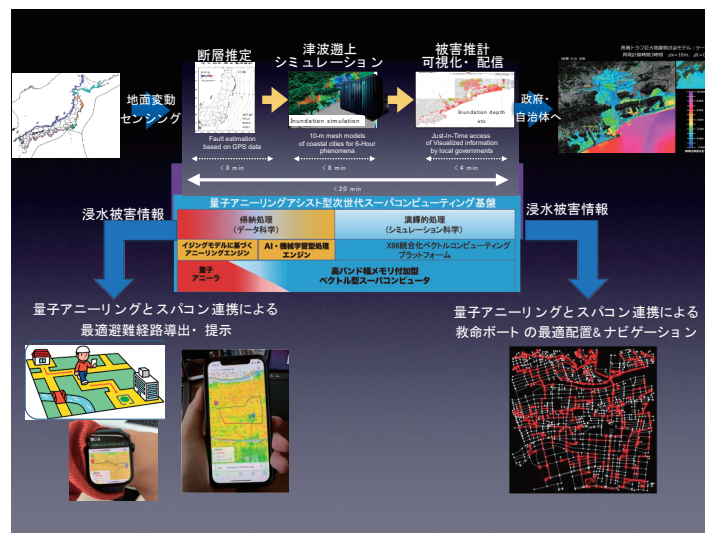 断層推定
津波遡上
シミュレーション
被害推計
可視化・配信
地面変動
センシング
Inundation simulation
Inundation depth
etc
政府・
自治体へ
Fault estimation
based on GPS data
10-m mesh models
of coastal cities for 6-Hour
phenomena
Just-In-Time access
of Visualized information
by local governments
＜8 min
＜8 min
＜4 min
＜20 min
量子アニーリングアシスト型次世代スーパコンピューティング基盤
浸水被害情報
浸水被害情報
帰納処理
（データ科学）
演繹的処理
（シミュレーション科学）
イジングモデルに基づく
アニーリングエンジン
AI・機械学習型処理
エンジン
X86統合化ベクトルコンピューティング
プラットフォーム
量子
アニーラ
高バンド幅メモリ付加型
ベクトル型スーパコンピュータ
量子アニーリングとスパコン連携による
最適避難経路導出・提示
量子アニーリングとスパコン連携による
救命ボートの最適配置&ナビゲーション